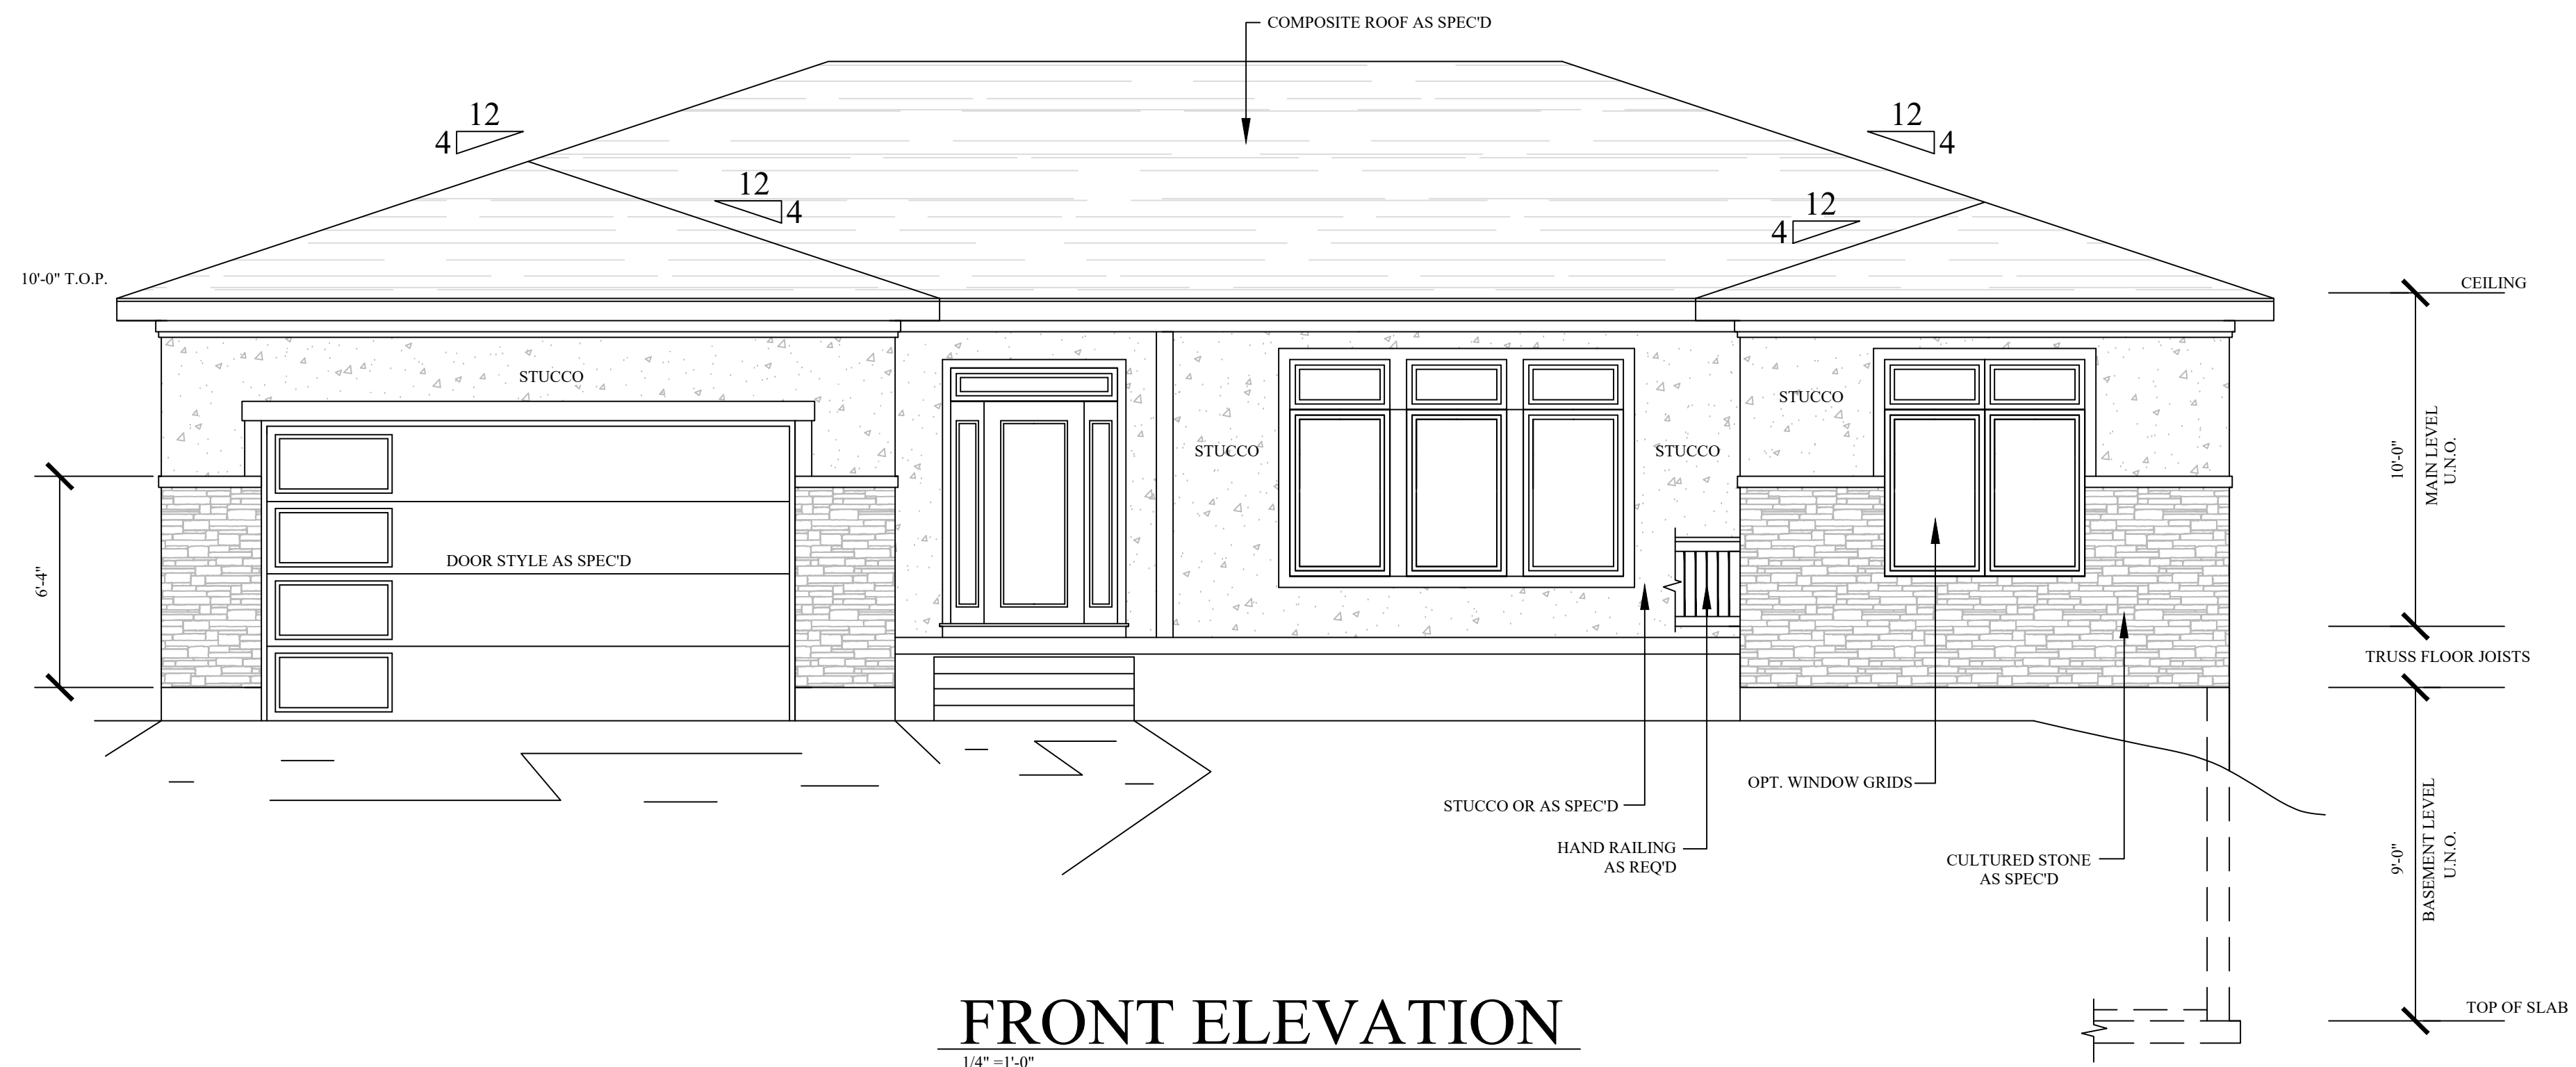 COMPOSITE ROOF AS SPEC'D
12
4
12
4
12
4
12
4
10'-0" T.O.P.
CEILING
STUCCO
STUCCO
STUCCO
STUCCO
10'-0"
MAIN LEVEL
U.N.O.
6'-4"
DOOR STYLE AS SPEC'D
TRUSS FLOOR JOISTS
OPT. WINDOW GRIDS
STUCCO OR AS SPEC'D
HAND RAILING
AS REQ'D
CULTURED STONE
AS SPEC'D
9'-0"
BASEMENT LEVEL
U.N.O.
TOP OF SLAB
FRONT ELEVATION
1/4" =1'-0"